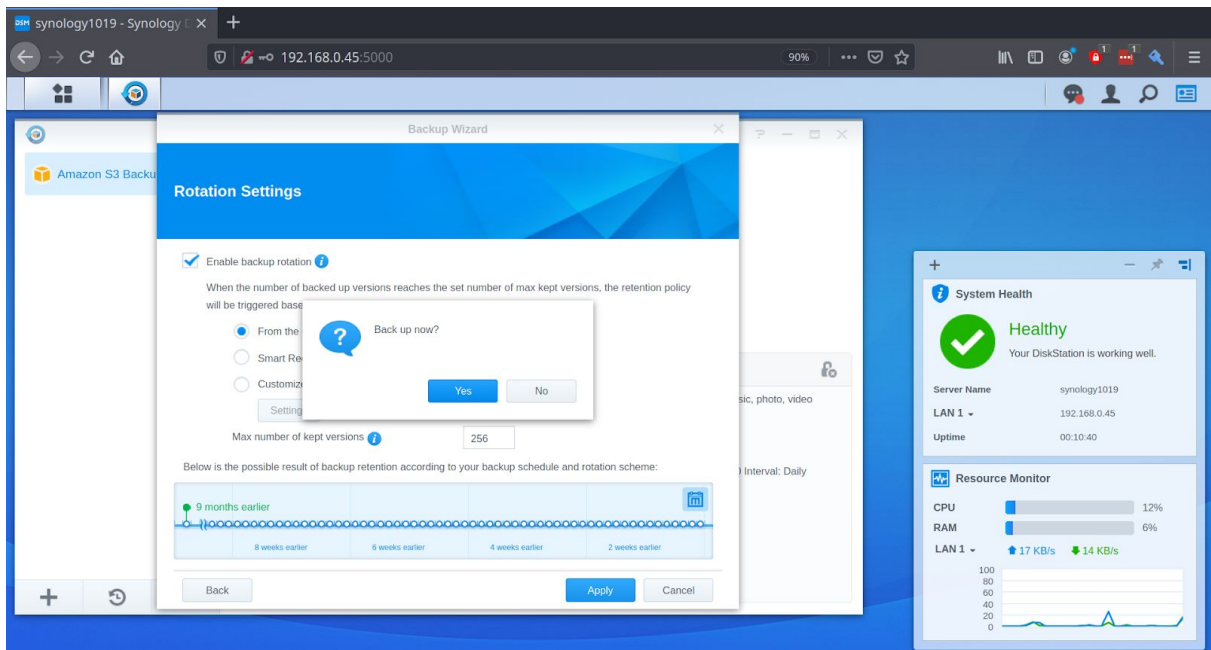 DSM synology1019 - Synology D
192.168.0.45:5000
90%
1
1
Backup Wizard
Amazon S3 Backu
Rotation Settings
Enable backup rotation
When the number of backed up versions reaches the set number of max kept versions, the retention policy
will be triggered base
From the
Smart Re
Customiz
Setting
Back up now?
Yes No
Max number of kept versions 256
Below is the possible result of backup retention according to your backup schedule and rotation scheme:
9 months earlier
8 weeks earlier 6 weeks earlier 4 weeks earlier 2 weeks earlier
Back Apply Cancel
sic, photo, video
Interval: Daily
System Health
Healthy
Your DiskStation is working well.
Server Name synology1019
LAN 1 192.168.0.45
Uptime 00:10:40
Resource Monitor
CPU 12%
RAM 6%
LAN 1 17 KB/s 14 KB/s
100
80
60
40
20
0